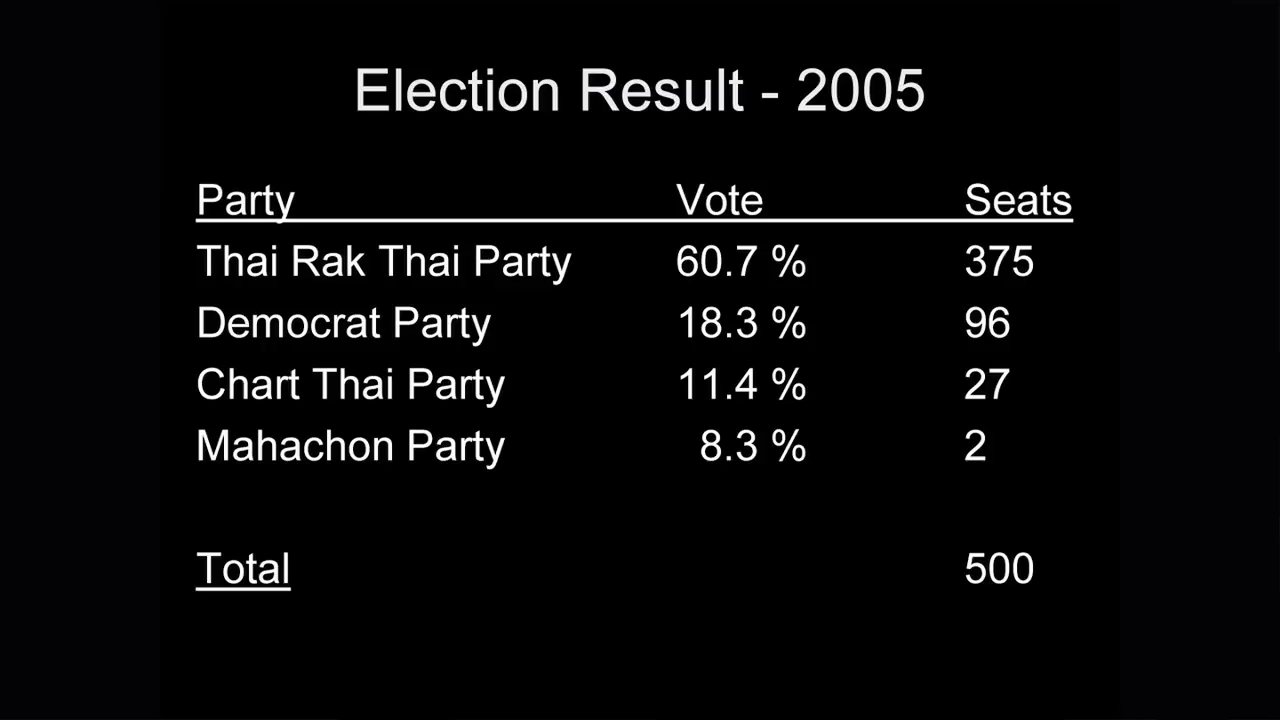 Election Result - 2005
Party Vote Seats
Thai Rak Thai Party 60.7 % 375
Democrat Party 18.3 % 96
Chart Thai Party 11.4 % 27
Mahachon Party 8.3 % 2
Total 500